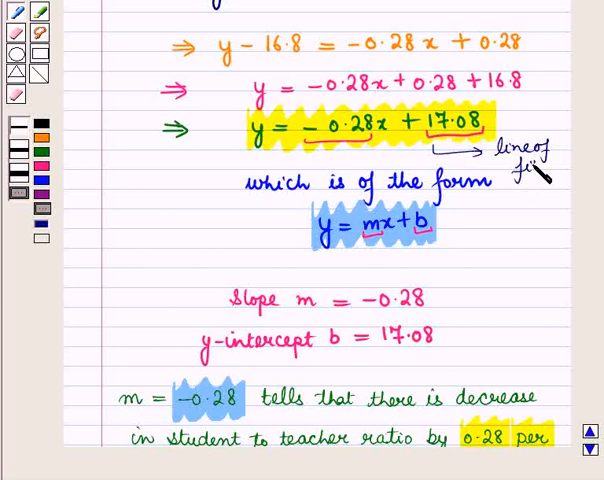 ⇒ y - 16.8 = -0.28x + 0.28
⇒ y = -0.28x + 0.28 + 16.8
⇒ y = -0.28x + 17.08
line of
which is of the form
y = mx + b
Slope m = -0.28
y-intercept b = 17.08
m = -0.28 tells that there is decrease
in student to teacher ratio by 0.28 per